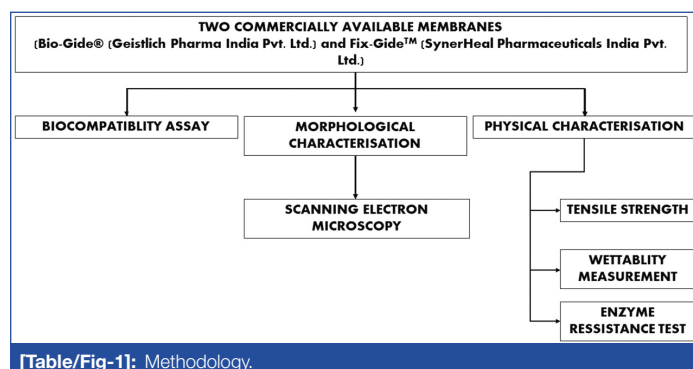 TWO COMMERCIALLY AVAILABLE MEMBRANES
(Bio-Gide® (Geistlich Pharma India Pvt. Ltd.) and Fix-Gide™ (SynerHeal Pharmaceuticals India Pvt.
Ltd.)
BIOCOMPATIBLITY ASSAY
MORPHOLOGICAL
CHARACTERISATION
PHYSICAL CHARACTERISATION
SCANNING ELECTRON
MICROSCOPY
TENSILE STRENGTH
WETTABLITY
MEASUREMENT
ENZYME
RESSISTANCE TEST
[Table/Fig-1]: Methodology.